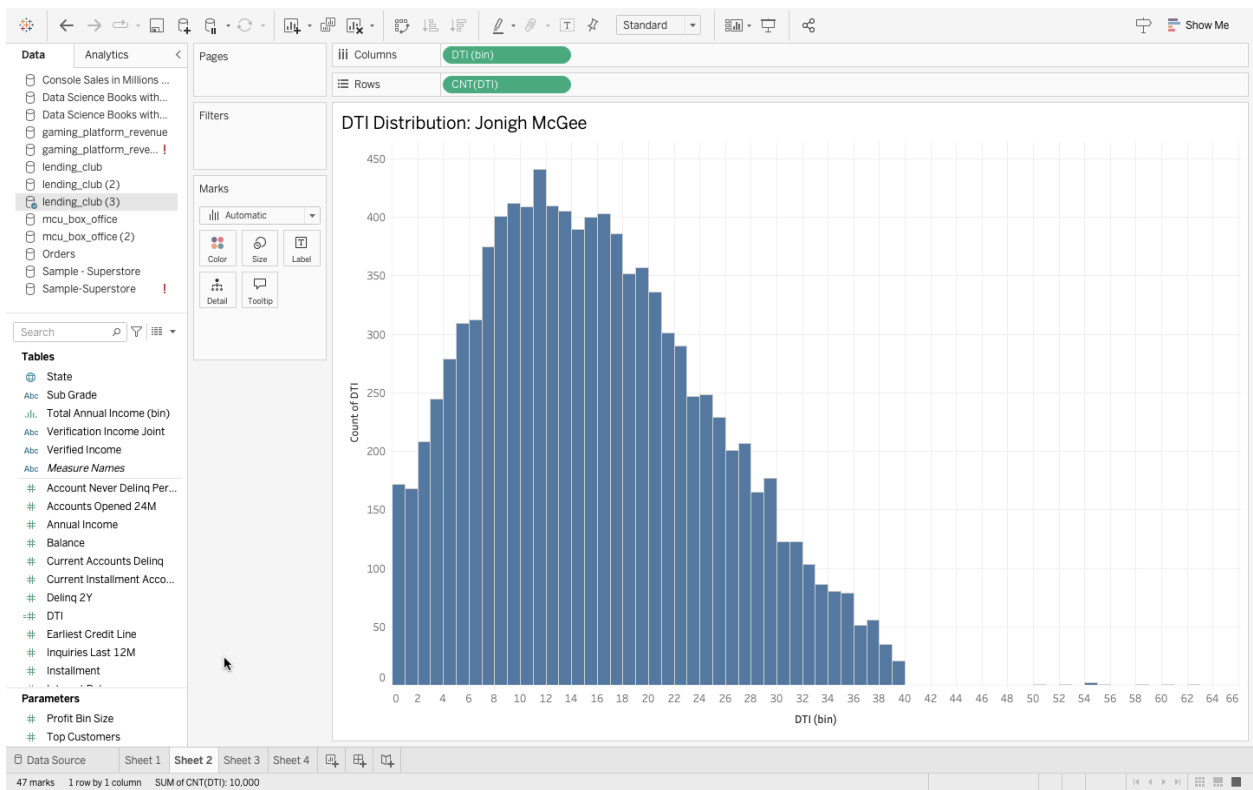 Standard
Show Me
Data
Analytics
Pages
Columns
DTI (bin)
Console Sales in Millions ...
Data Science Books with...
Data Science Books with...
gaming_platform_revenue
gaming_platform_reve... !
lending_club
lending_club (2)
lending_club (3)
mcu_box_office
mcu_box_office (2)
Orders
Sample - Superstore
Sample-Superstore !
Rows
CNT(DTI)
Filters
Marks
Automatic
Color
Size
Label
Detail
Tooltip
Search
Tables
State
Abc Sub Grade
Total Annual Income (bin)
Abc Verification Income Joint
Abc Verified Income
Abc Measure Names
# Account Never Delinq Per...
# Accounts Opened 24M
# Annual Income
# Balance
# Current Accounts Delinq
# Current Installment Acco...
# Delinq 2Y
=# DTI
# Earliest Credit Line
# Inquiries Last 12M
# Installment
Parameters
# Profit Bin Size
# Top Customers
DTI Distribution: Jonigh McGee
450
400
350
300
250
200
150
100
50
0
Count of DTI
0 2 4 6 8 10 12 14 16 18 20 22 24 26 28 30 32 34 36 38 40 42 44 46 48 50 52 54 56 58 60 62 64 66
DTI (bin)
Data Source
Sheet 1
Sheet 2
Sheet 3
Sheet 4
47 marks 1 row by 1 column SUM of CNT(DTI): 10,000